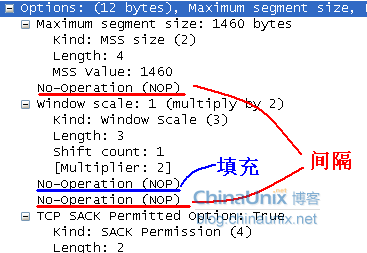 Options: (12 bytes), Maximum segment size,
Maximum segment size: 1460 bytes
Kind: MSS size (2)
Length: 4
MSS Value: 1460
No-Operation (NOP)
Window scale: 1 (multiply by 2)
Kind: Window Scale (3)
Length: 3
Shift count: 1
[Multiplier: 2]
间隔
No-Operation (NOP)
填充
No-Operation (NOP)
ChinaUnix 博客
blog.chinaunix.net
TCP SACK Permitted Option: True
Kind: SACK Permission (4)
Length: 2